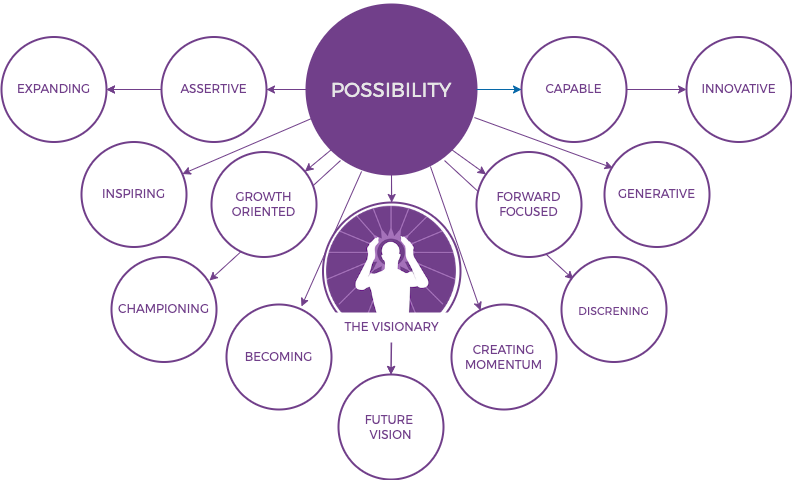 POSSIBILITY
EXPANDING
ASSERTIVE
CAPABLE
INNOVATIVE
INSPIRING
GROWTH
ORIENTED
FORWARD
FOCUSED
GENERATIVE
CHAMPIONING
THE VISIONARY
DISCRENING
BECOMING
CREATING
MOMENTUM
FUTURE
VISION